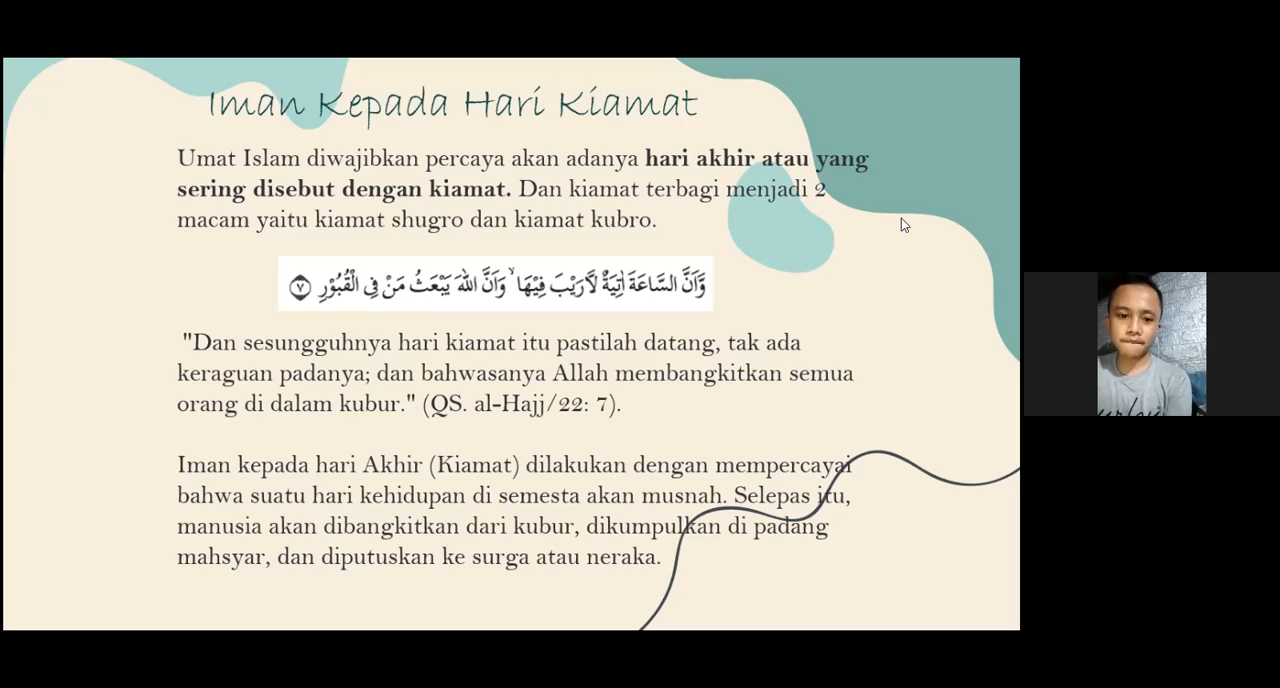 Iman Kepada Hari Kiamat
Umat Islam diwajibkan percaya akan adanya hari akhir atau yang
sering disebut dengan kiamat. Dan kiamat terbagi menjadi 2
macam yaitu kiamat shugro dan kiamat kubro.
وَّاَنَّ السَّاعَةَ اٰتِيَةٌ لَّارَيْبَ فِيْهَاۙ وَاَنَّ اللّٰهَ يَبْعَثُ مَنْ فِى الْقُبُوْرِ ۝٧
"Dan sesungguhnya hari kiamat itu pastilah datang, tak ada
keraguan padanya; dan bahwasanya Allah membangkitkan semua
orang di dalam kubur." (QS. al-Hajj/22: 7).
Iman kepada hari Akhir (Kiamat) dilakukan dengan mempercayai
bahwa suatu hari kehidupan di semesta akan musnah. Selepas itu,
manusia akan dibangkitkan dari kubur, dikumpulkan di padang
mahsyar, dan diputuskan ke surga atau neraka.